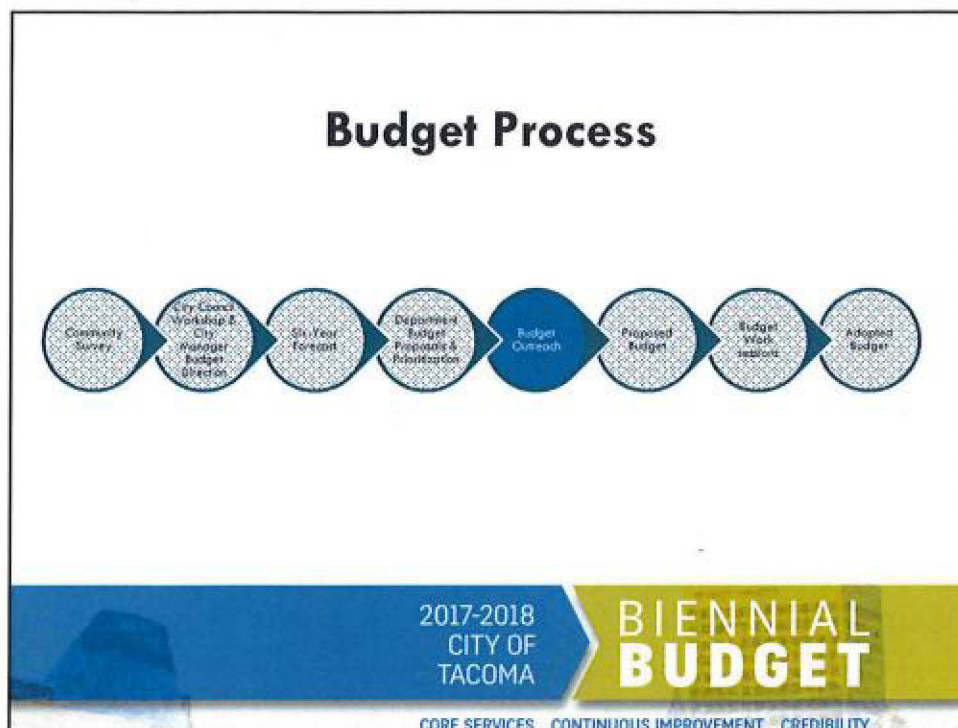 Budget Process
Community
Survey
City Council
Workshop &
City
Manager
Budget
Direction
Six-Year
Forecast
Department
Budget
Proposals &
Prioritization
Budget
Outreach
Proposed
Budget
Budget
Work
sessions
Adopted
Budget
2017-2018
CITY OF
TACOMA
BIENNIAL
BUDGET
CORE SERVICES CONTINUOUS IMPROVEMENT CREDIBILITY